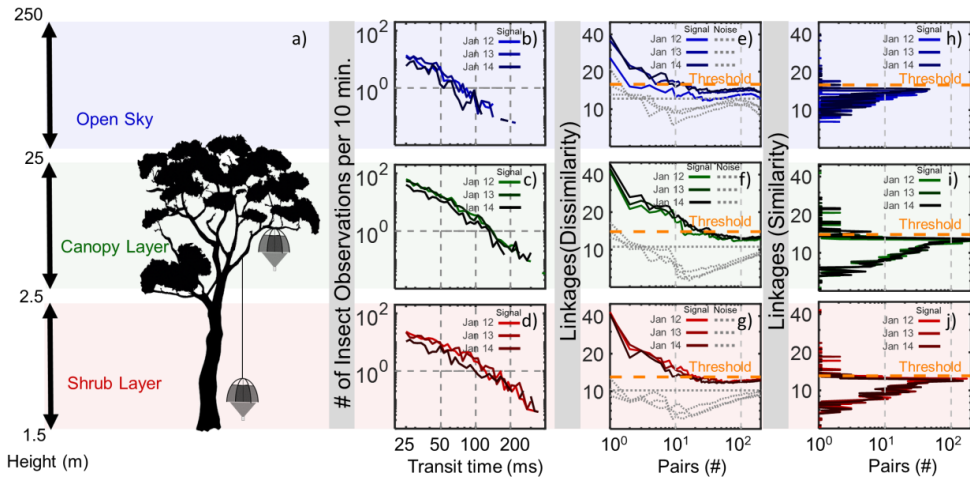 250
a)
Open Sky
25
Canopy Layer
2.5
Shrub Layer
1.5
Height (m)
# of Insect Observations per 10 min.
10²
b)
Signal
Jan 12
Jan 13
Jan 14
10⁰
10²
c)
Signal
Jan 12
Jan 13
Jan 14
10⁰
10²
d)
Signal
Jan 12
Jan 13
Jan 14
10⁰
25 50 100 200
Transit time (ms)
Linkages(Dissimilarity)
40
e)
Signal Noise
Jan 12
Jan 13
Jan 14
20
Threshold
10
40
f)
Signal Noise
Jan 12
Jan 13
Jan 14
20
Threshold
10
40
g)
Signal Noise
Jan 12
Jan 13
Jan 14
20
Threshold
10
10⁰ 10¹ 10²
Pairs (#)
Linkages (Similarity)
40
h)
Signal
Jan 12
Jan 13
Jan 14
20
Threshold
10
40
i)
Signal
Jan 12
Jan 13
Jan 14
20
Threshold
10
40
j)
Signal
Jan 12
Jan 13
Jan 14
20
Threshold
10
10⁰ 10¹ 10²
Pairs (#)